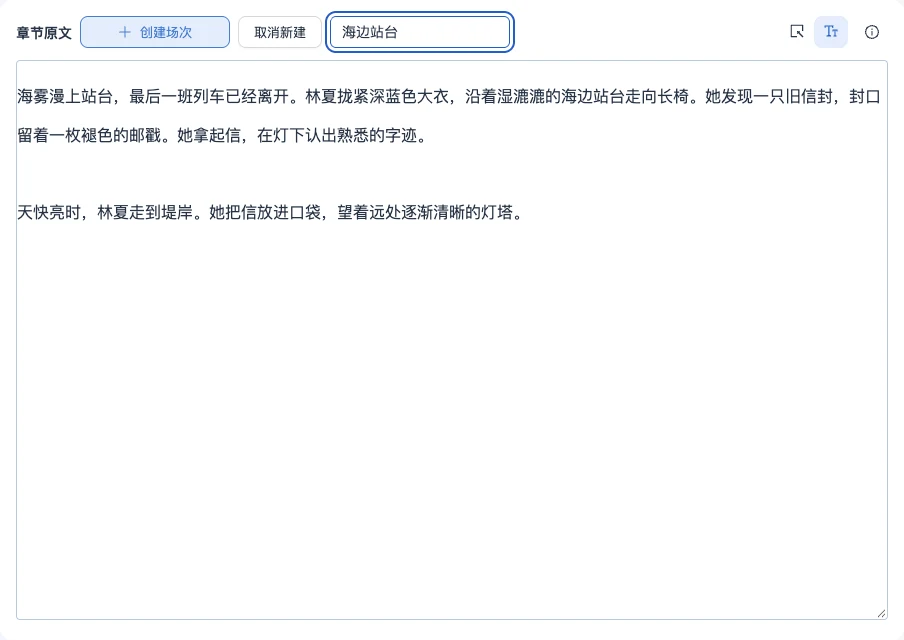 章节原文 创建场次 取消新建 海边站台 Tт
海雾漫上站台，最后一班列车已经离开。林夏拢紧深蓝色大衣，沿着湿漉漉的海边站台走向长椅。她发现一只旧信封，封口
留着一枚褪色的邮戳。她拿起信，在灯下认出熟悉的字迹。
天快亮时，林夏走到堤岸。她把信放进口袋，望着远处逐渐清晰的灯塔。